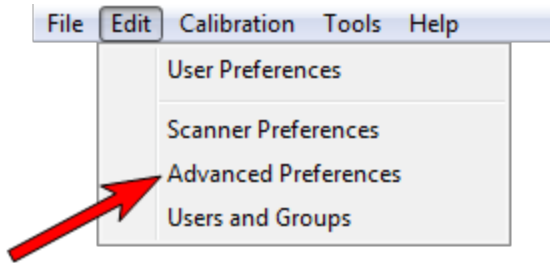 File Edit Calibration Tools Help
User Preferences
Scanner Preferences
Advanced Preferences
Users and Groups